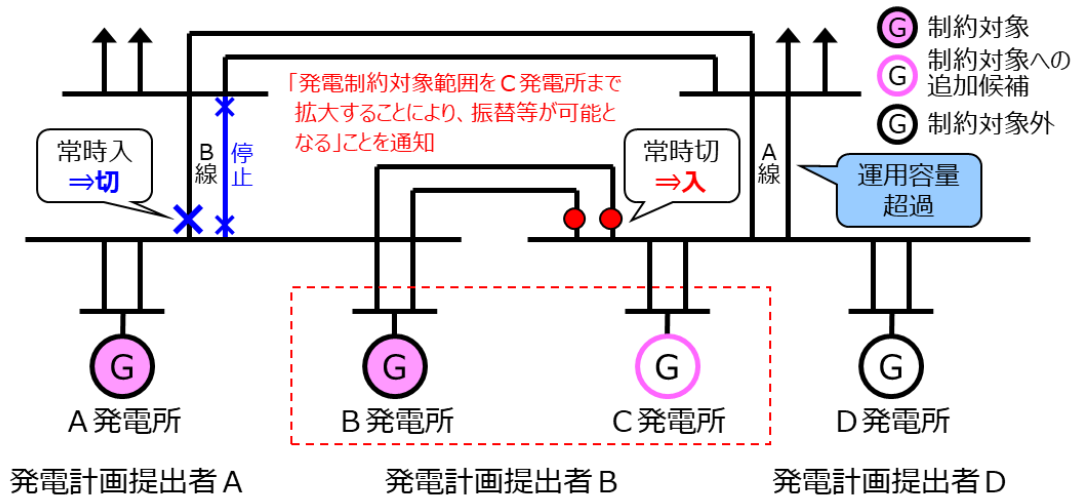 G 制約対象
G 制約対象への
追加候補
G 制約対象外
「発電制約対象範囲をC発電所まで
拡大することにより、振替等が可能と
なる」ことを通知
常時入
⇒切
B線
停止
常時切
⇒入
A線
運用容量
超過
G
G
G
G
A発電所
B発電所
C発電所
D発電所
発電計画提出者A
発電計画提出者B
発電計画提出者D